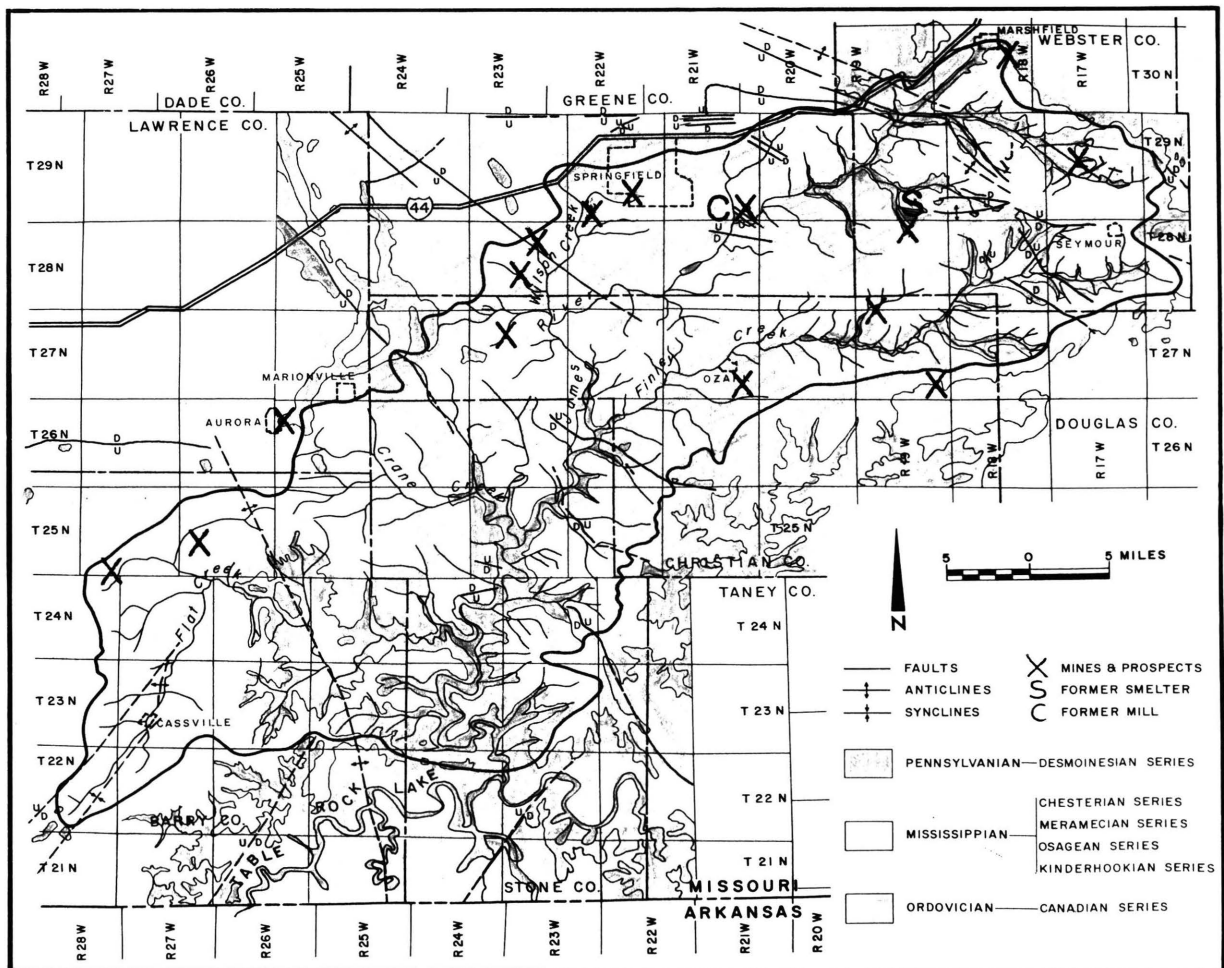 MARSHFIELD
WEBSTER CO.
R28W
R27W
R26W
R25W
R24W
R23W
R22W
R21W
R20W
R19W
R18W
R17W
T30N
DADE CO.
GREENE CO.
LAWRENCE CO.
T29N
T29N
SPRINGFIELD
44
C
S
T28N
T28N
SEYMOUR
Wilson Creek
River
T27N
Creek
T27N
MARIONVILLE
James
Finley
OZARK
AURORA
DOUGLAS CO.
T26N
R19W
R18W
R17W
T26N
Crane
Creek
T25N
T25N
5 0 5 MILES
CHRISTIAN CO.
Creek
TANEY CO.
T24N
Flat
T24N
N
FAULTS
X MINES & PROSPECTS
ANTICLINES
S FORMER SMELTER
SYNCLINES
C FORMER MILL
T23N
T23N
CASSVILLE
T22N
PENNSYLVANIAN DESMOINESIAN SERIES
TABLE ROCK LAKE
T22N
BARRY CO.
CHESTERIAN SERIES
MERAMECIAN SERIES
MISSISSIPPIAN
OSAGEAN SERIES
KINDERHOOKIAN SERIES
T21N
T21N
STONE CO.
MISSOURI
ARKANSAS
ORDOVICIAN CANADIAN SERIES
R28W
R27W
R26W
R25W
R24W
R23W
R22W
R21W
R20W